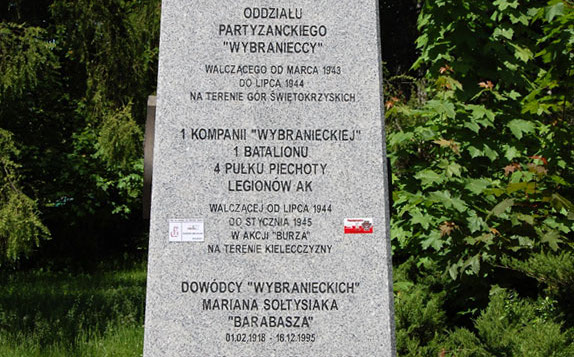 ODDZIAŁU
PARTYZANCKIEGO
"WYBRANIECCY"
WALCZĄCEGO OD MARCA 1943
DO LIPCA 1944
NA TERENIE GÓR ŚWIĘTOKRZYSKICH
1 KOMPANII "WYBRANIECKIEJ"
1 BATALIONU
4 PUŁKU PIECHOTY
LEGIONÓW AK
WALCZĄCEJ OD LIPCA 1944
DO STYCZNIA 1945
W AKCJI "BURZA"
NA TERENIE KIELECCZYZNY
DOWÓDCY "WYBRANIECKICH"
MARIANA SOŁTYSIAKA
"BARABASZA"
01.02.1918 - 16.12.1995